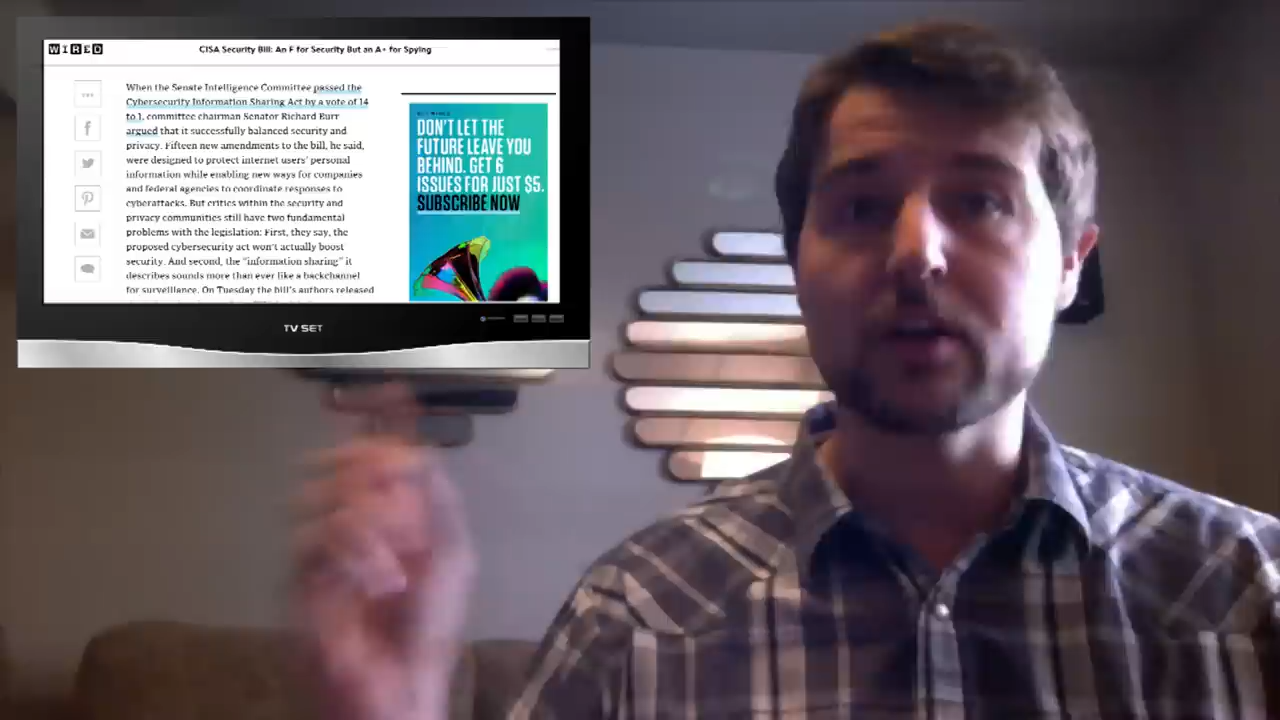 WIRED
CISA Security Bill: An F for Security But an A+ for Spying
When the Senate Intelligence Committee passed the
Cybersecurity Information Sharing Act by a vote of 14
to 1, committee chairman Senator Richard Burr
argued that it successfully balanced security and
privacy. Fifteen new amendments to the bill, he said,
were designed to protect internet users' personal
information while enabling new ways for companies
and federal agencies to coordinate responses to
cyberattacks. But critics within the security and
privacy communities still have two fundamental
problems with the legislation: First, they say, the
proposed cybersecurity act won't actually boost
security. And second, the "information sharing" it
describes sounds more than ever like a backchannel
for surveillance. On Tuesday the bill's authors released
DON'T LET THE
FUTURE LEAVE YOU
BEHIND. GET 6
ISSUES FOR JUST $5.
SUBSCRIBE NOW
TV SET